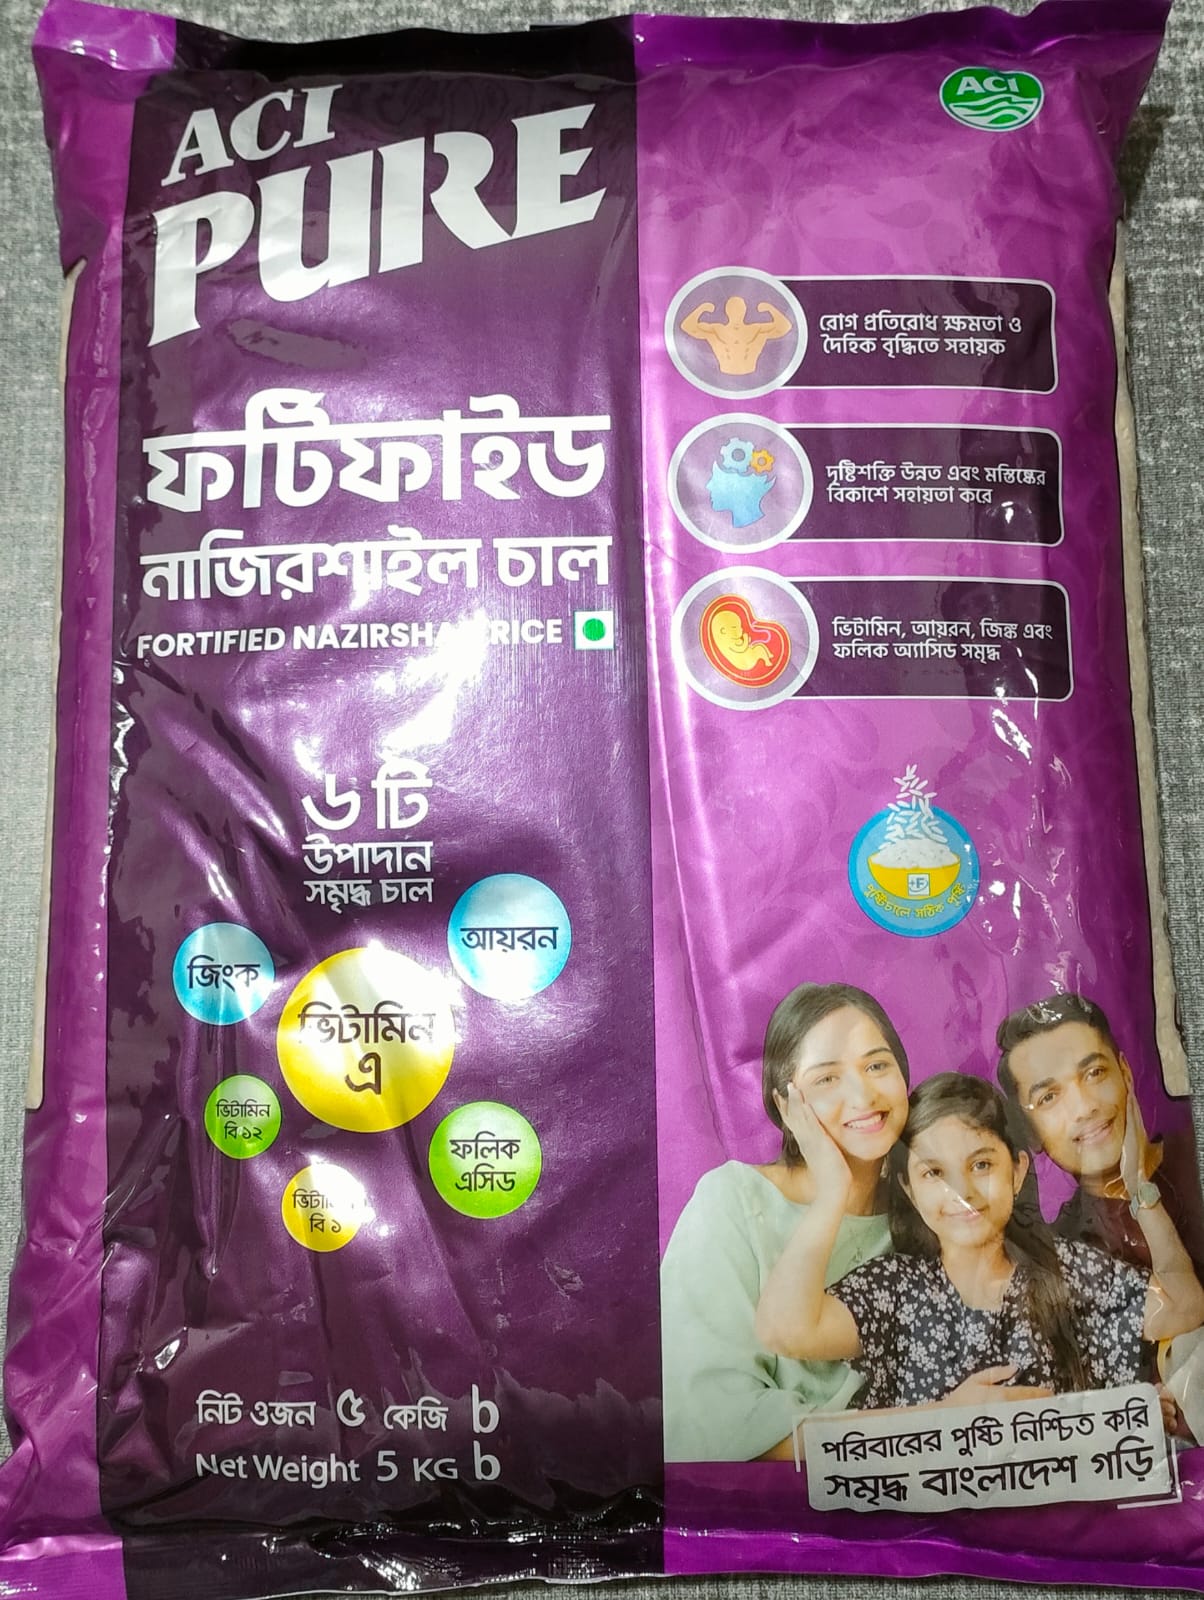 ACI
PURE
ফর্টিফাইড
নাজিরশাইল চাল
FORTIFIED RICE
৬ টি
উপাদান
সমৃদ্ধ চাল
জিংক
আয়রন
ভিটামিন
এ
ভিটামিন
বি ১২
ফলিক
এসিড
বি ১
নিট ওজন ৫ কেজি b
Net Weight 5 KG b
ACI
রোগ প্রতিরোধ ক্ষমতা ও
দৈহিক বৃদ্ধিতে সহায়ক
দৃষ্টিশক্তি উন্নত এবং মস্তিষ্কের
বিকাশে সহায়তা করে
ভিটামিন, আয়রন, জিঙ্ক এবং
ফলিক অ্যাসিড সমৃদ্ধ
+F
পুষ্টিচালে সঠিক পুষ্টি
পরিবারের পুষ্টি নিশ্চিত করি
সমৃদ্ধ বাংলাদেশ গড়ি